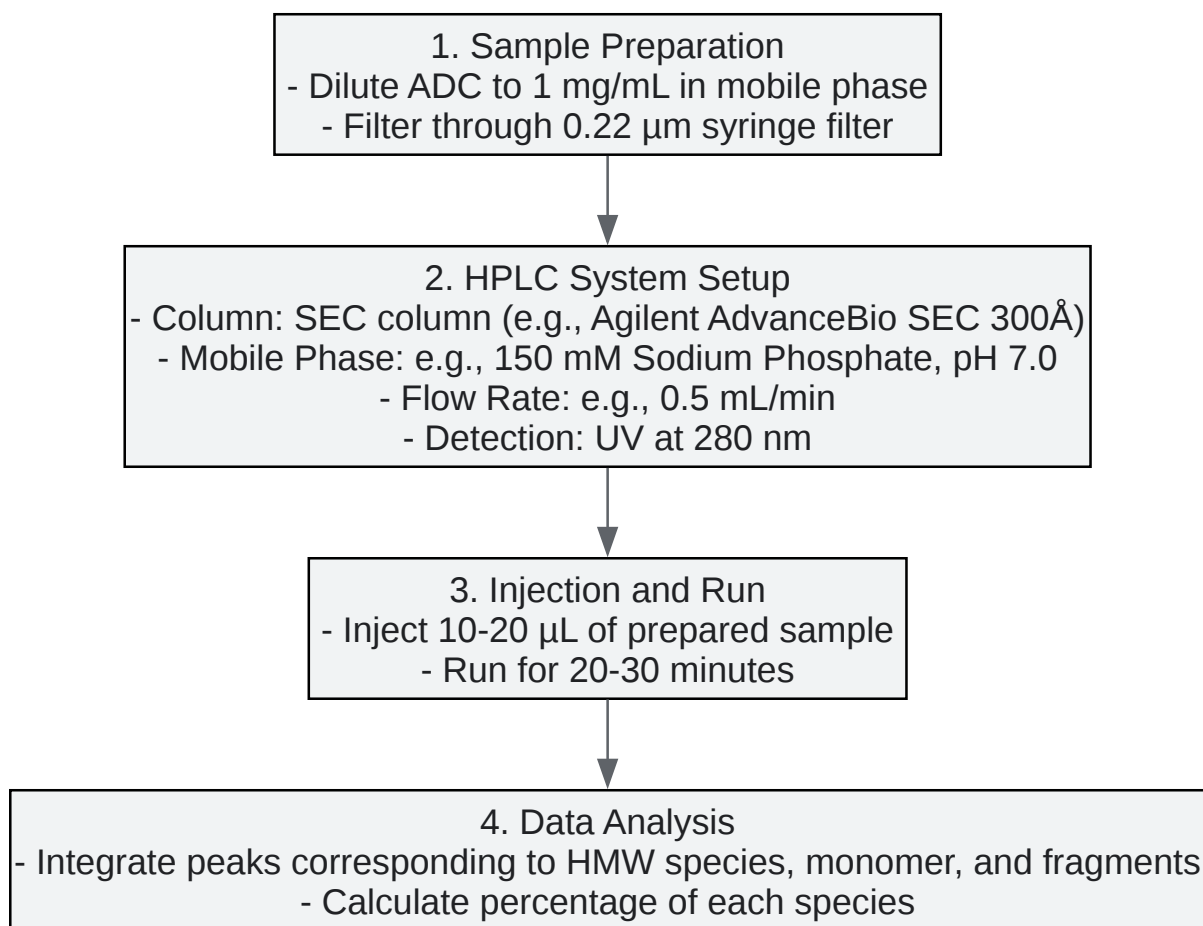 1. Sample Preparation
- Dilute ADC to 1 mg/mL in mobile phase
- Filter through 0.22 µm syringe filter
2. HPLC System Setup
- Column: SEC column (e.g., Agilent AdvanceBio SEC 300Å)
- Mobile Phase: e.g., 150 mM Sodium Phosphate, pH 7.0
- Flow Rate: e.g., 0.5 mL/min
- Detection: UV at 280 nm
3. Injection and Run
- Inject 10-20 µL of prepared sample
- Run for 20-30 minutes
4. Data Analysis
- Integrate peaks corresponding to HMW species, monomer, and fragments
- Calculate percentage of each species